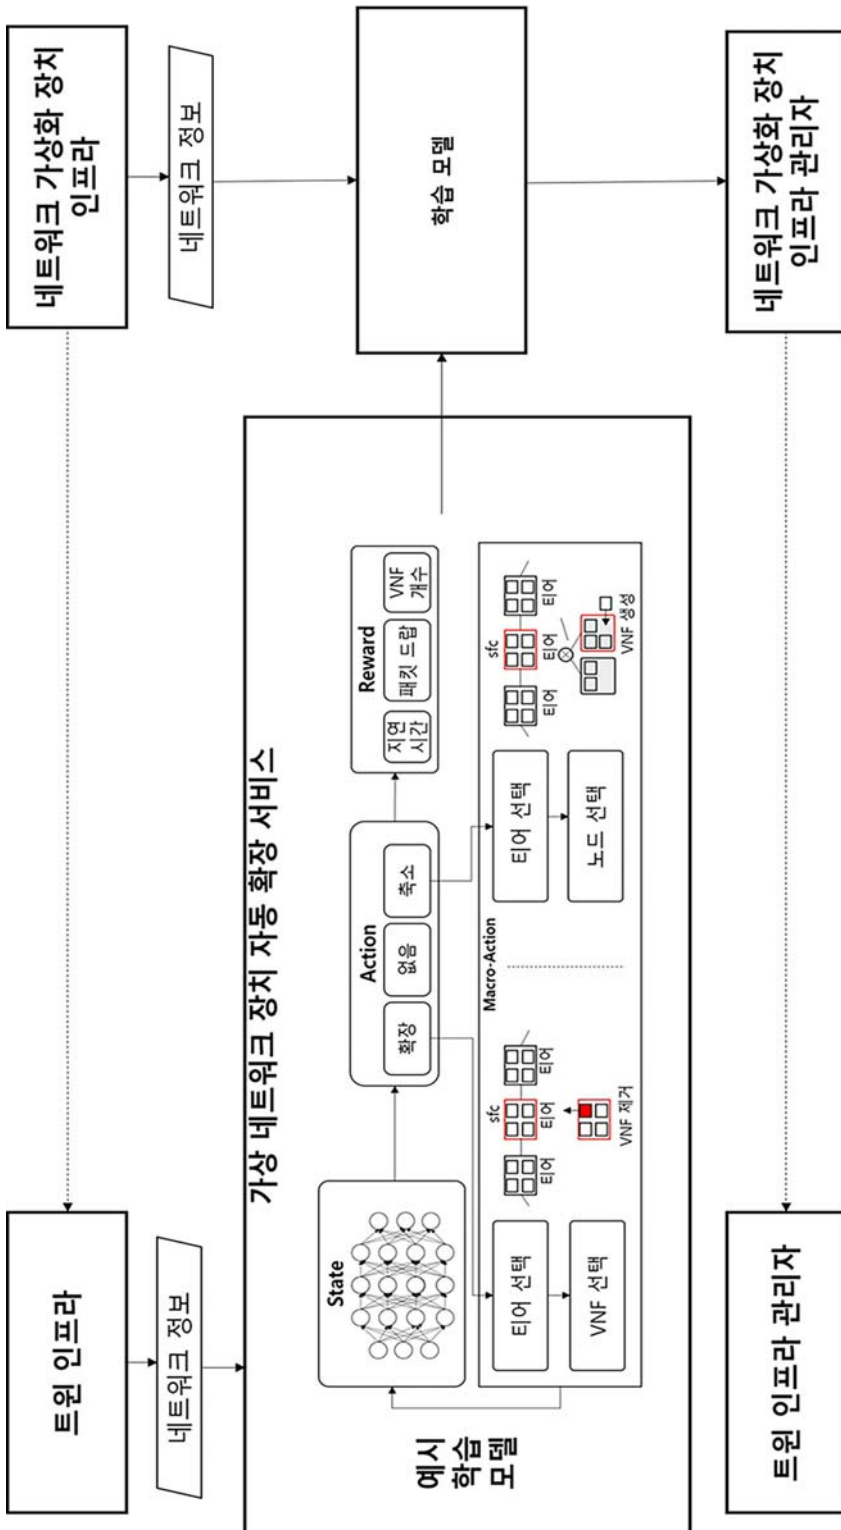 트윈 인프라
네트워크 가상화 장치
인프라
네트워크 정보
네트워크 정보
가상 네트워크 장치 자동 확장 서비스
State
Action
확장
없음
축소
Reward
지연
시간
패킷 드랍
VNF
개수
학습 모델
예시
학습
모델
Macro-Action
티어 선택
VNF 선택
sfc
티어
티어
티어
VNF 제거
티어 선택
노드 선택
sfc
티어
티어
티어
VNF 생성
트윈 인프라 관리자
네트워크 가상화 장치
인프라 관리자